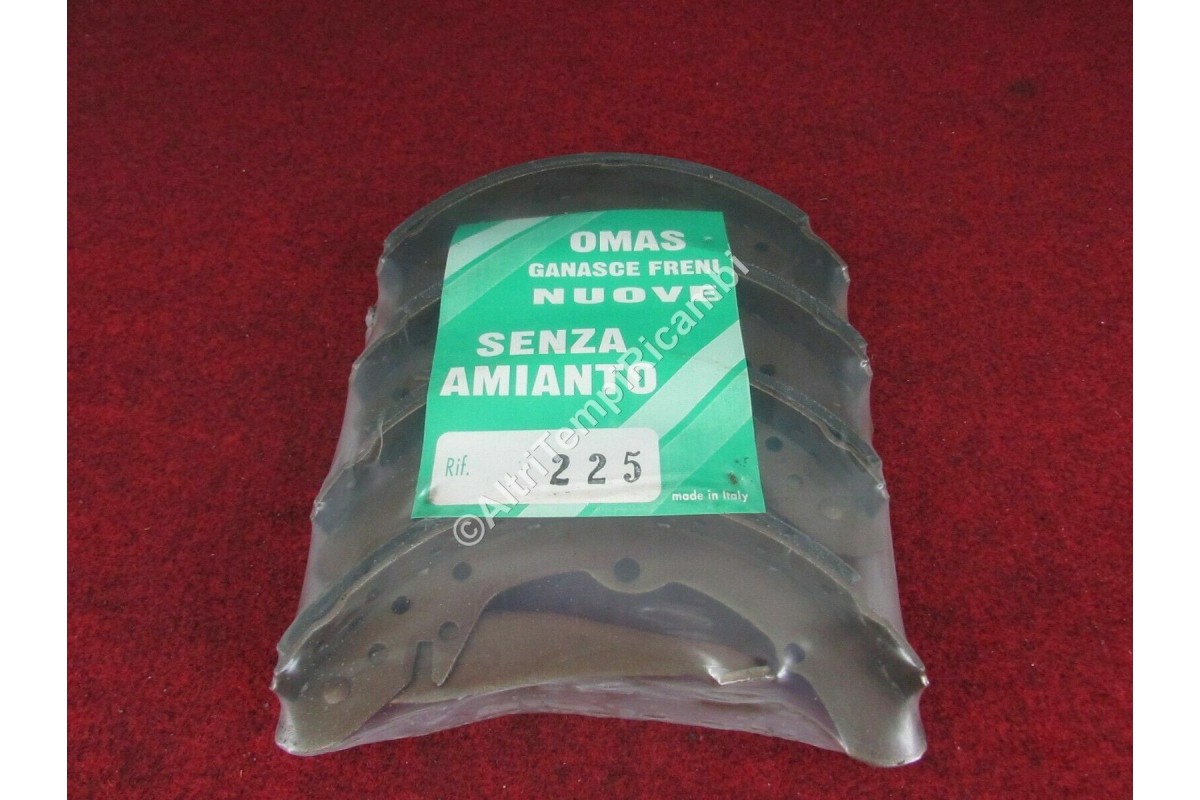 OMAS
GANASCE FRENI
NUOVE
SENZA
AMIANTO
Rif. 225
made in Italy
©AltriTempiRicambi